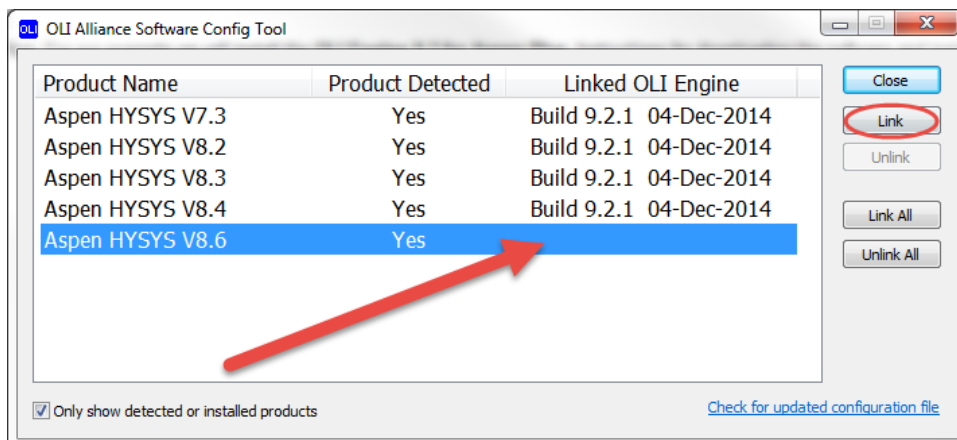 OLI OLI Alliance Software Config Tool
Product Name Product Detected Linked OLI Engine
Aspen HYSYS V7.3 Yes Build 9.2.1 04-Dec-2014
Aspen HYSYS V8.2 Yes Build 9.2.1 04-Dec-2014
Aspen HYSYS V8.3 Yes Build 9.2.1 04-Dec-2014
Aspen HYSYS V8.4 Yes Build 9.2.1 04-Dec-2014
Aspen HYSYS V8.6 Yes
Close
Link
Unlink
Link All
Unlink All
Only show detected or installed products
Check for updated configuration file